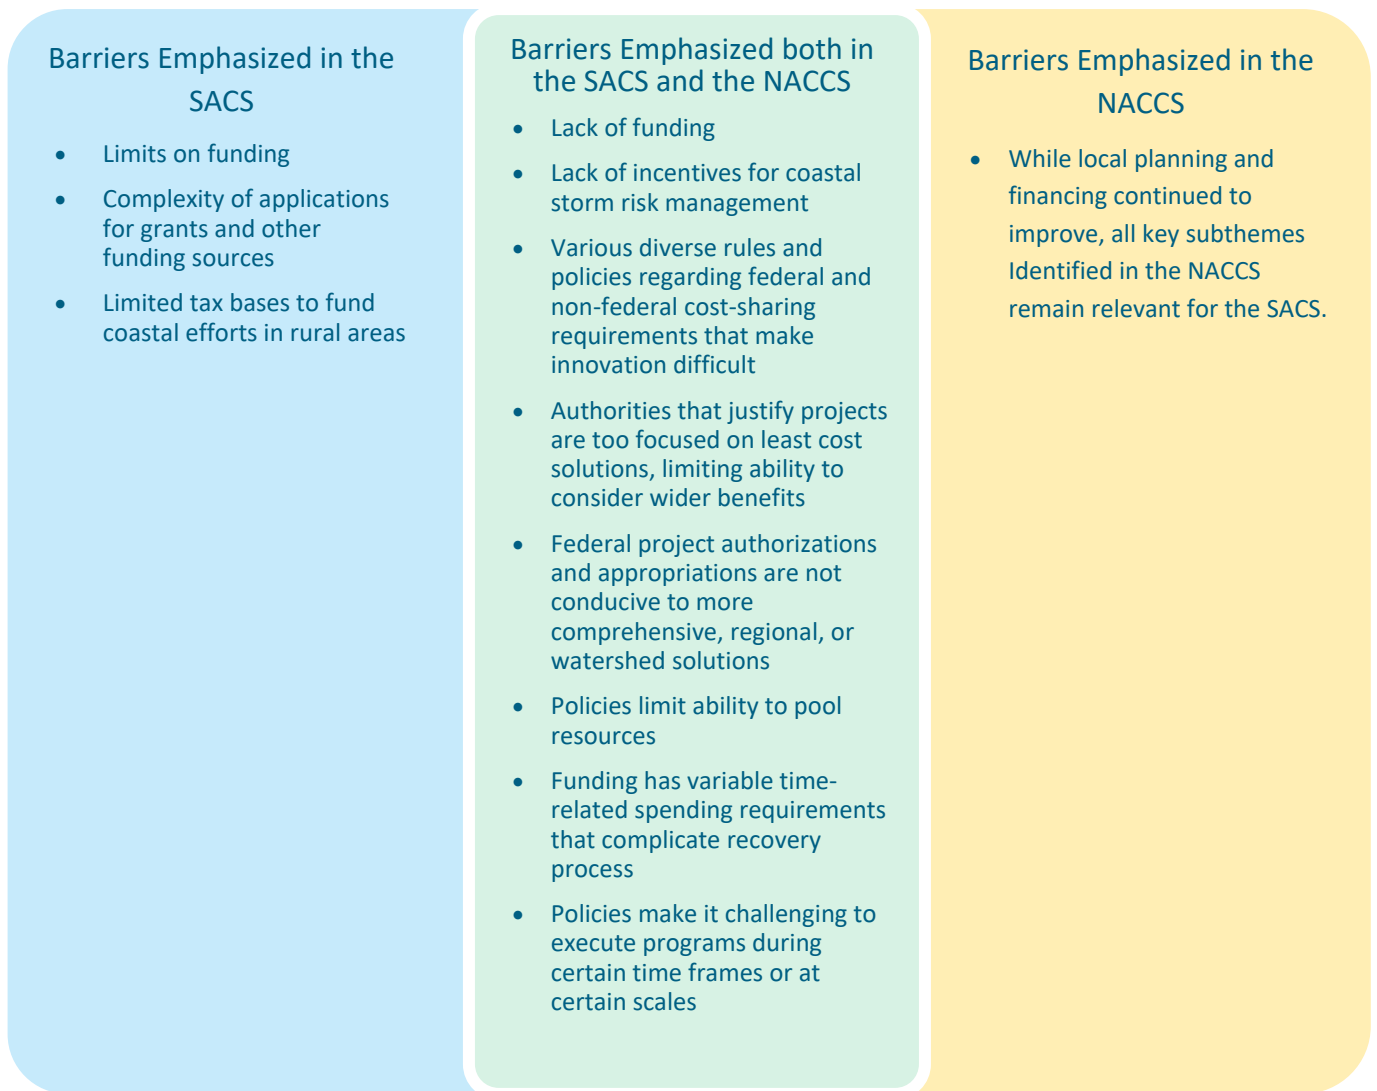 Barriers Emphasized in the
SACS
• Limits on funding
• Complexity of applications
for grants and other
funding sources
• Limited tax bases to fund
coastal efforts in rural areas
Barriers Emphasized both in
the SACS and the NACCS
• Lack of funding
• Lack of incentives for coastal
storm risk management
• Various diverse rules and
policies regarding federal and
non-federal cost-sharing
requirements that make
innovation difficult
• Authorities that justify projects
are too focused on least cost
solutions, limiting ability to
consider wider benefits
• Federal project authorizations
and appropriations are not
conducive to more
comprehensive, regional, or
watershed solutions
• Policies limit ability to pool
resources
• Funding has variable time-
related spending requirements
that complicate recovery
process
• Policies make it challenging to
execute programs during
certain time frames or at
certain scales
Barriers Emphasized in the
NACCS
• While local planning and
financing continued to
improve, all key subthemes
Identified in the NACCS
remain relevant for the SACS.